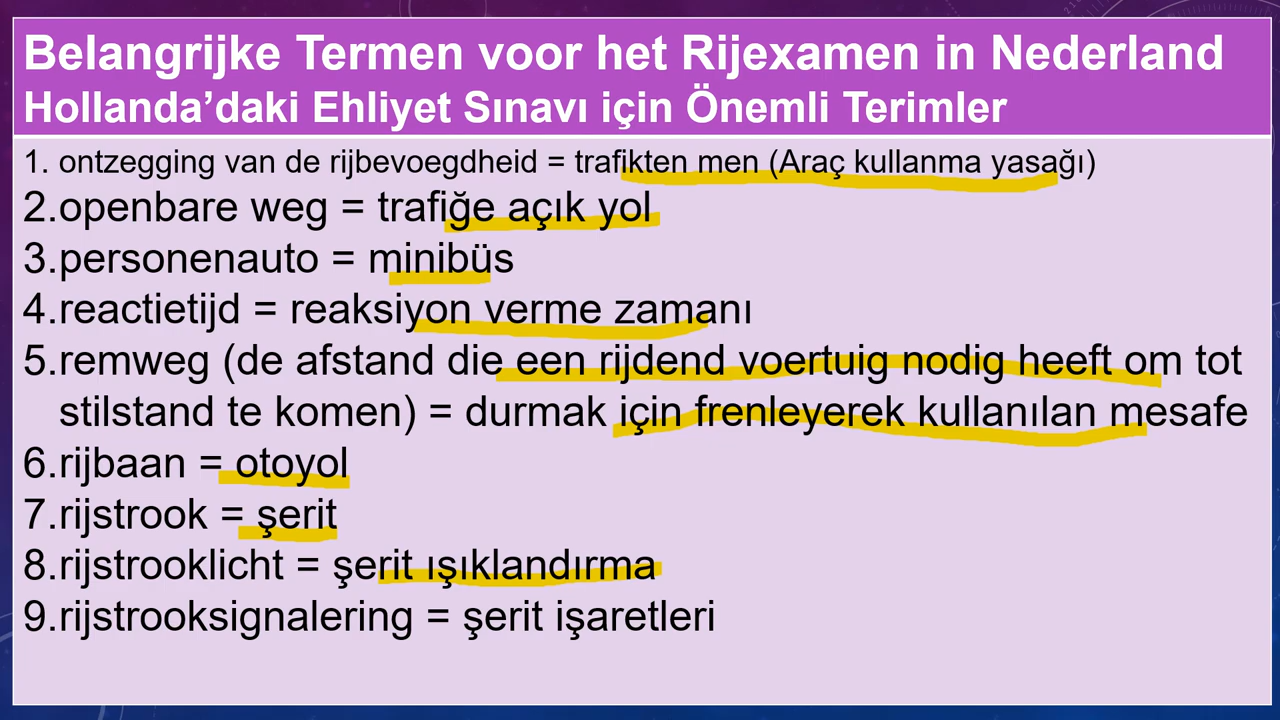 Belangrijke Termen voor het Rijexamen in Nederland
Hollanda’daki Ehliyet Sınavı için Önemli Terimler
1. ontzegging van de rijbevoegdheid = trafikten men (Araç kullanma yasağı)
2.openbare weg = trafiğe açık yol
3.personenauto = minibüs
4.reactietijd = reaksiyon verme zamanı
5.remweg (de afstand die een rijdend voertuig nodig heeft om tot
stilstand te komen) = durmak için frenleyerek kullanılan mesafe
6.rijbaan = otoyol
7.rijstrook = şerit
8.rijstrooklicht = şerit ışıklandırma
9.rijstrooksignalering = şerit işaretleri